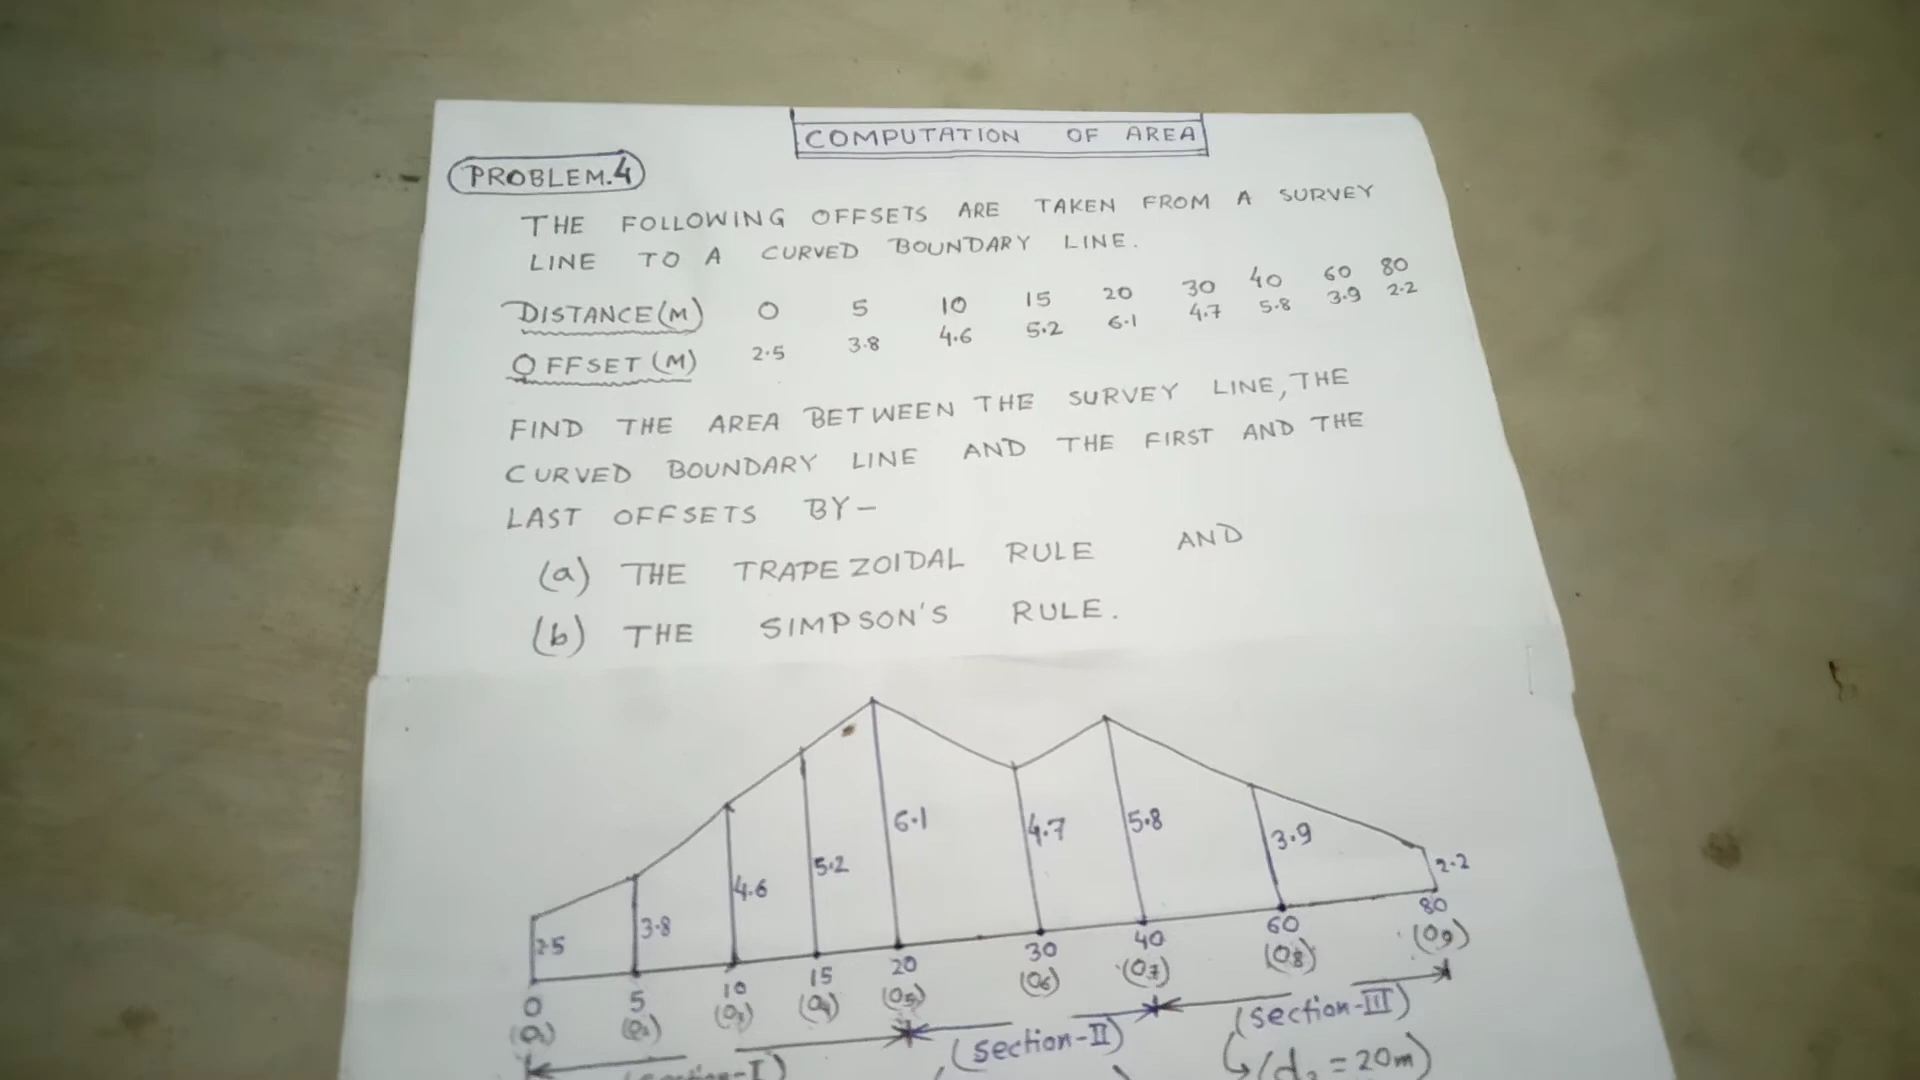 COMPUTATION OF AREA
PROBLEM.4
THE FOLLOWING OFFSETS ARE TAKEN FROM A SURVEY
LINE TO A CURVED BOUNDARY LINE.
DISTANCE(M) 0 5 10 15 20 30 40 60 80
OFFSET(M) 2.5 3.8 4.6 5.2 6.1 4.7 5.8 3.9 2.2
FIND THE AREA BETWEEN THE SURVEY LINE, THE
CURVED BOUNDARY LINE AND THE FIRST AND THE
LAST OFFSETS BY-
(a) THE TRAPEZOIDAL RULE AND
(b) THE SIMPSON'S RULE.
2.5 3.8 4.6 5.2 6.1 4.7 5.8 3.9 2.2
0 5 10 15 20 30 40 60 80
(O1) (O2) (O3) (O4) (O5) (O6) (O7) (O8) (O9)
(section-II) (section-III)
(d3 = 20m)